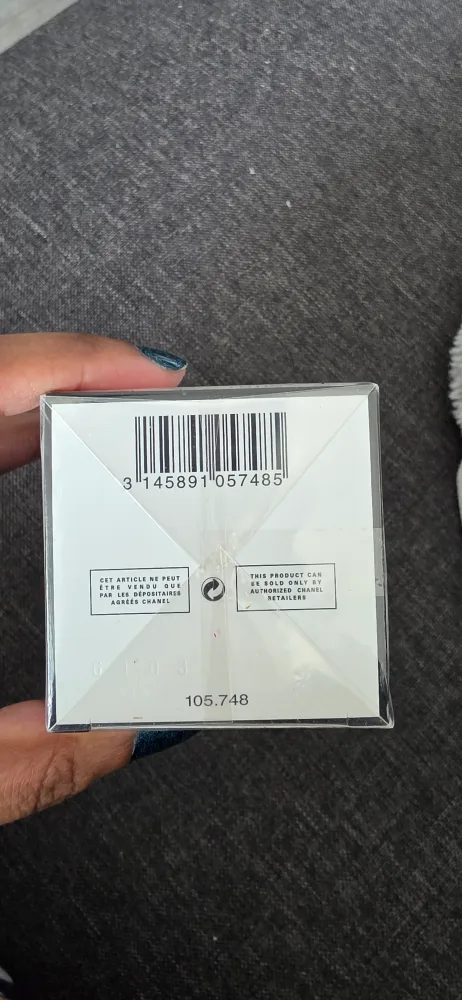 3 145891 057485
CET ARTICLE NE PEUT
ÊTRE VENDU QUE
PAR LES DÉPOSITAIRES
AGRÉÉS CHANEL
THIS PRODUCT CAN
BE SOLD ONLY BY
AUTHORIZED CHANEL
RETAILERS
105.748